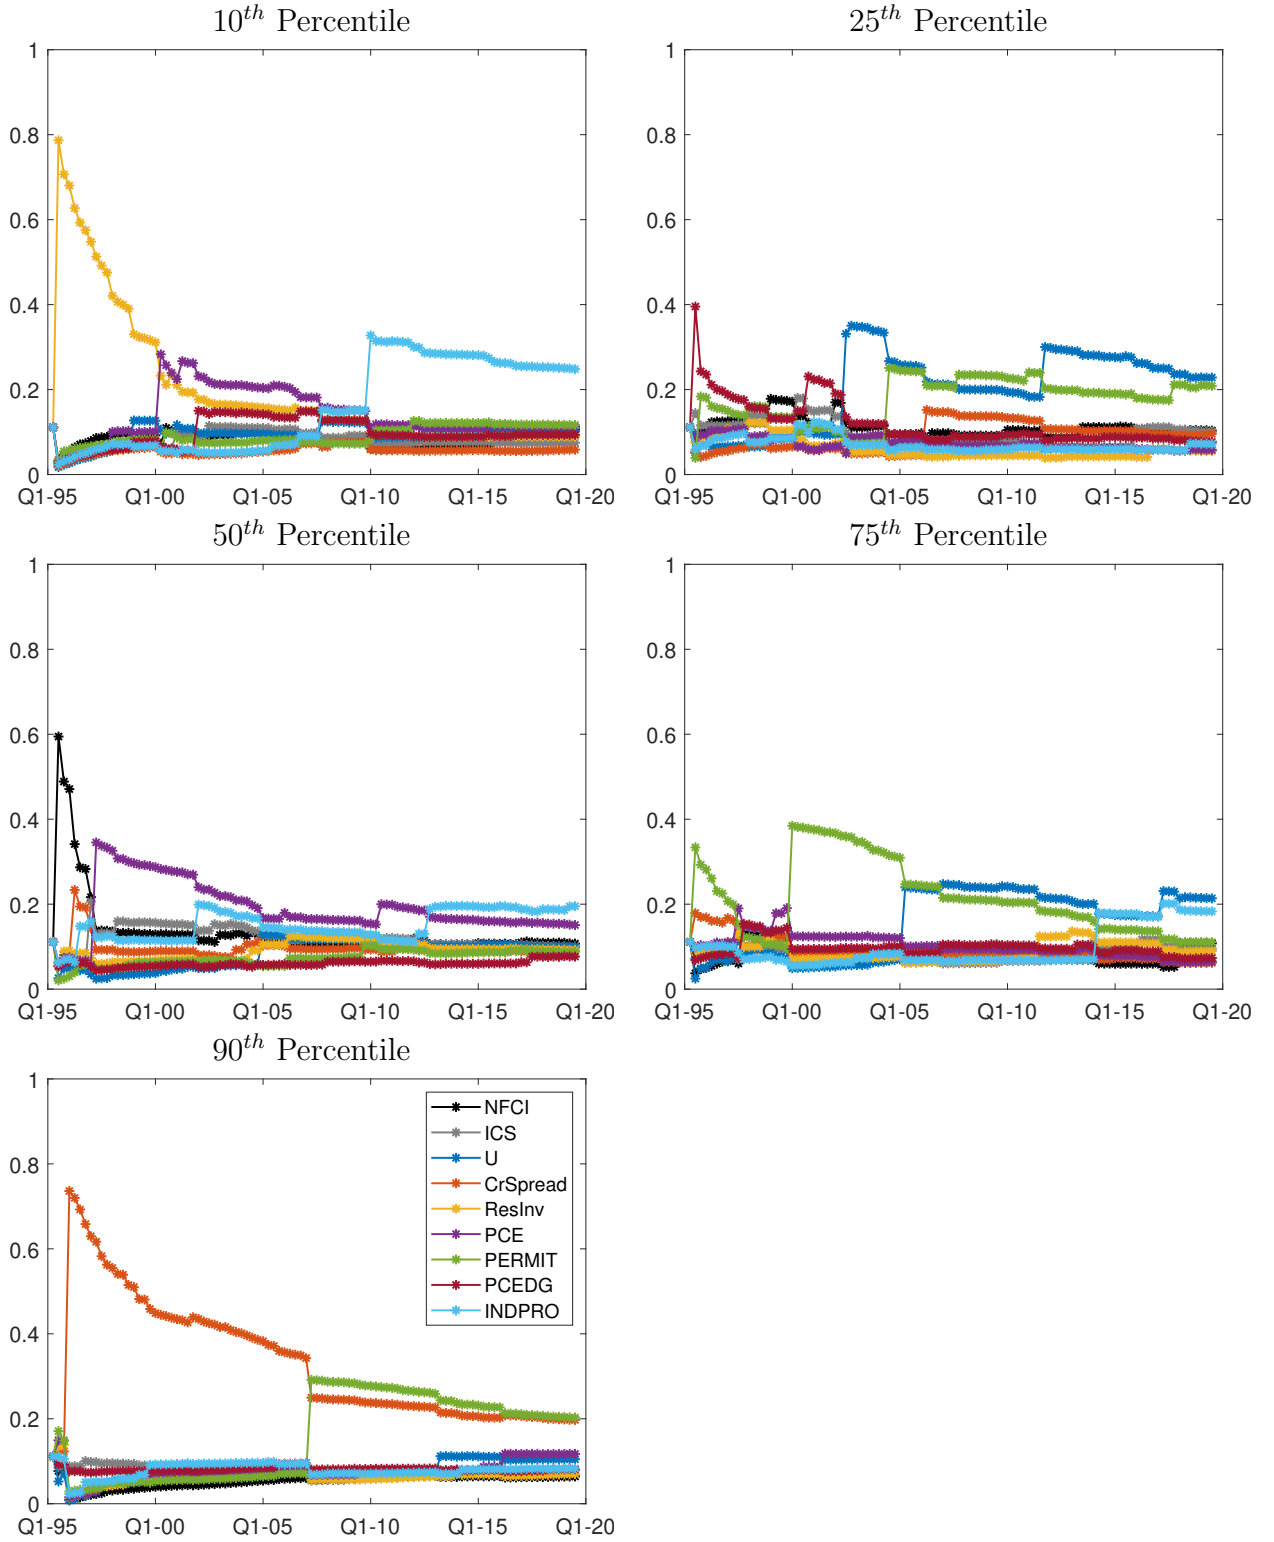 10th Percentile
1
0.8
0.6
0.4
0.2
0
Q1-95 Q1-00 Q1-05 Q1-10 Q1-15 Q1-20
25th Percentile
1
0.8
0.6
0.4
0.2
0
Q1-95 Q1-00 Q1-05 Q1-10 Q1-15 Q1-20
50th Percentile
1
0.8
0.6
0.4
0.2
0
Q1-95 Q1-00 Q1-05 Q1-10 Q1-15 Q1-20
75th Percentile
1
0.8
0.6
0.4
0.2
0
Q1-95 Q1-00 Q1-05 Q1-10 Q1-15 Q1-20
90th Percentile
1
0.8
0.6
0.4
0.2
0
Q1-95 Q1-00 Q1-05 Q1-10 Q1-15 Q1-20
NFCI
ICS
U
CrSpread
ResInv
PCE
PERMIT
PCEDG
INDPRO